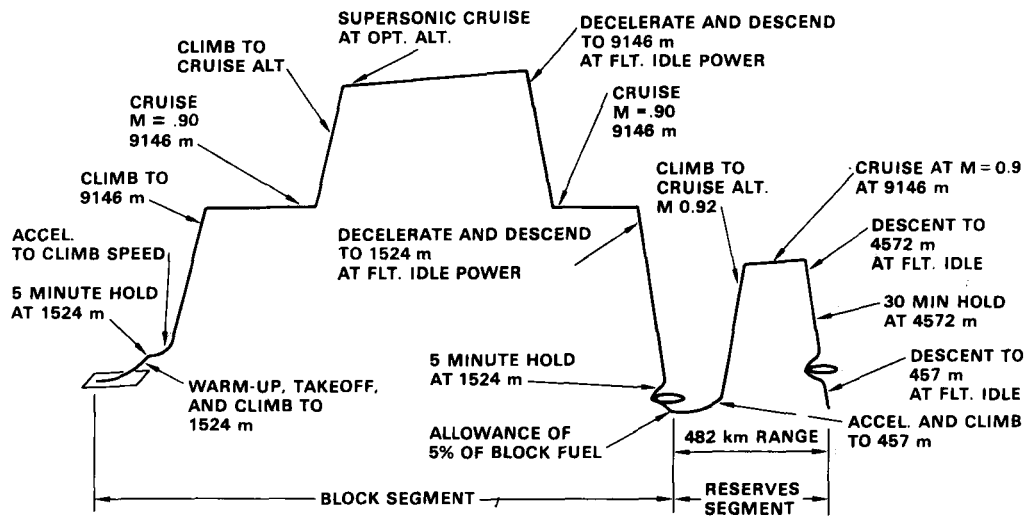 SUPERSONIC CRUISE
AT OPT. ALT.
DECELERATE AND DESCEND
TO 9146 m
AT FLT. IDLE POWER
CLIMB TO
CRUISE ALT
CRUISE
M = .90
9146 m
CRUISE
M = .90
9146 m
CLIMB TO
9146 m
CLIMB TO
CRUISE ALT.
M 0.92
CRUISE AT M = 0.9
AT 9146 m
ACCEL.
TO CLIMB SPEED
DECELERATE AND DESCEND
TO 1524 m
AT FLT. IDLE POWER
DESCENT TO
4572 m
AT FLT. IDLE
5 MINUTE HOLD
AT 1524 m
30 MIN HOLD
AT 4572 m
5 MINUTE HOLD
AT 1524 m
DESCENT TO
457 m
AT FLT. IDLE
WARM-UP, TAKEOFF,
AND CLIMB TO
1524 m
ALLOWANCE OF
5% OF BLOCK FUEL
482 km RANGE
ACCEL. AND CLIMB
TO 457 m
BLOCK SEGMENT
RESERVES
SEGMENT